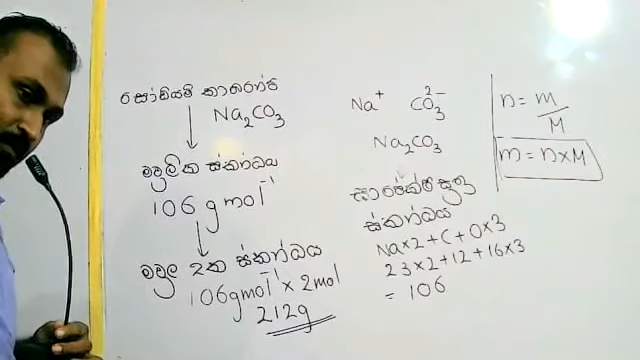 සෝඩියම් කාබනේට්
Na₂CO₃
මවුලික ස්කන්ධය
106 g mol⁻¹
මවුල 2ක ස්කන්ධය
106gmol⁻¹ × 2mol
212g
Na⁺ CO₃²⁻
Na₂CO₃
සාපේක්ෂ සූත්‍ර
ස්කන්ධය
Na×2 + C + O×3
23×2 + 12 + 16×3
= 106
n = m/M
m = n×M